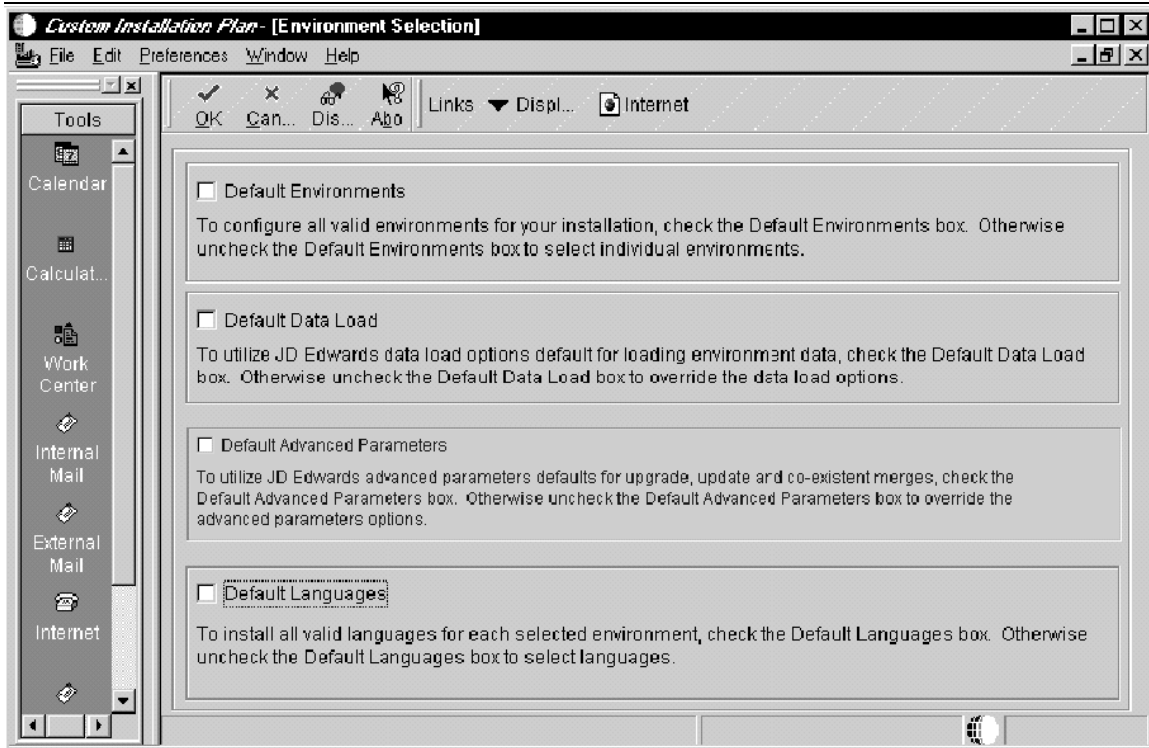 Custom Installation Plan - [Environment Selection]
File Edit Preferences Window Help
Tools
Calendar
Calculat...
Work
Center
Internal
Mail
External
Mail
Internet
OK Can... Dis... Abo Links Displ... Internet
Default Environments
To configure all valid environments for your installation, check the Default Environments box. Otherwise
uncheck the Default Environments box to select individual environments.
Default Data Load
To utilize JD Edwards data load options default for loading environment data, check the Default Data Load
box. Otherwise uncheck the Default Data Load box to override the data load options.
Default Advanced Parameters
To utilize JD Edwards advanced parameters defaults for upgrade, update and co-existent merges, check the
Default Advanced Parameters box. Otherwise uncheck the Default Advanced Parameters box to override the
advanced parameters options.
Default Languages
To install all valid languages for each selected environment, check the Default Languages box. Otherwise
uncheck the Default Languages box to select languages.